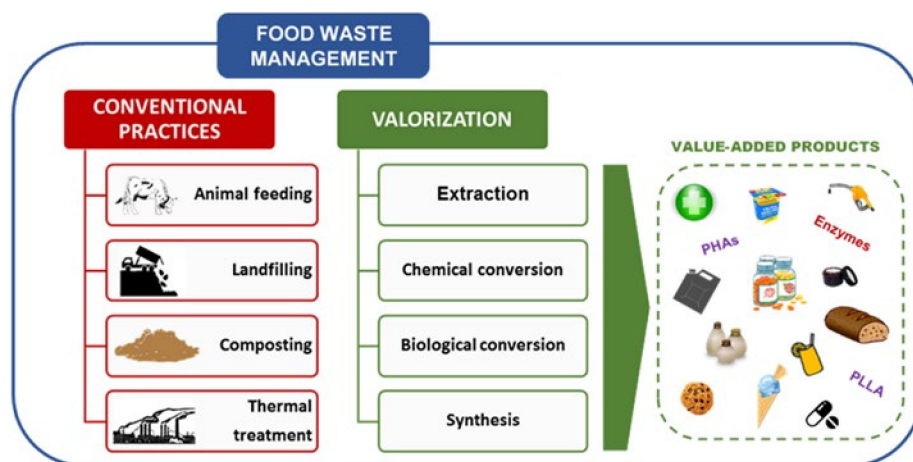 FOOD WASTE
MANAGEMENT
CONVENTIONAL
PRACTICES
Animal feeding
Landfilling
Composting
Thermal
treatment
VALORIZATION
Extraction
Chemical conversion
Biological conversion
Synthesis
VALUE-ADDED PRODUCTS
PHAs
Enzymes
PLLA